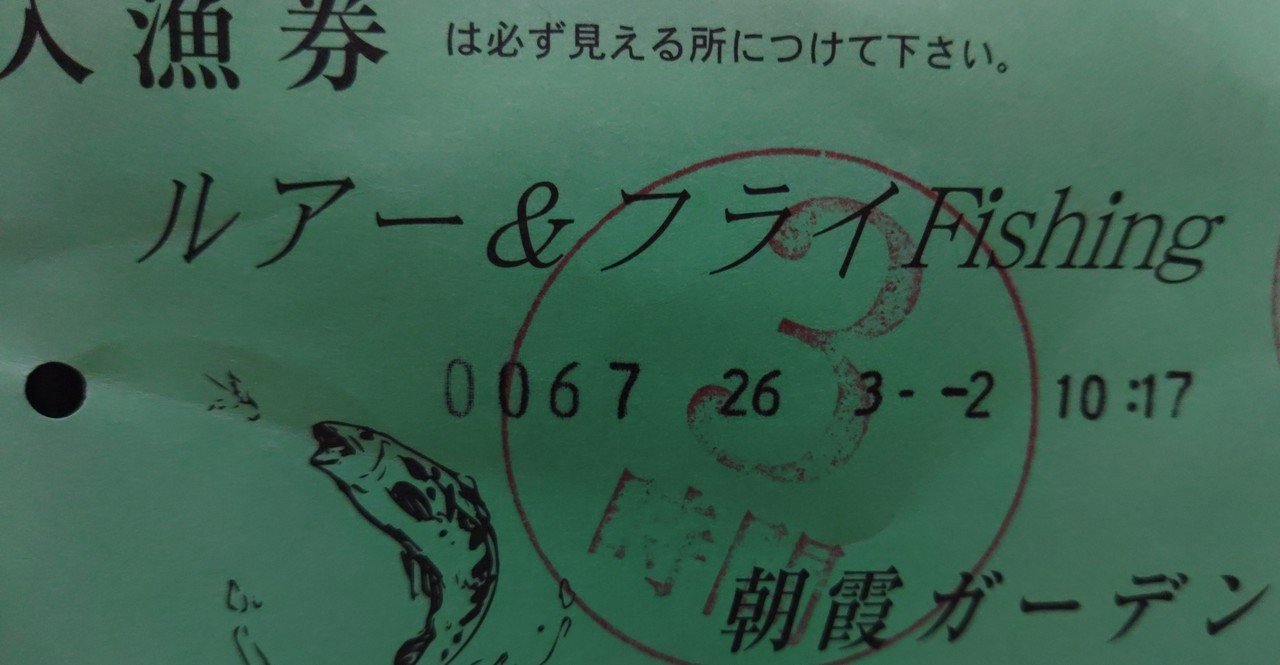 入漁券 は必ず見える所につけて下さい。
ルアー&フライFishing
3
0067 26 3- -2 10:17
時間
朝霞ガーデン